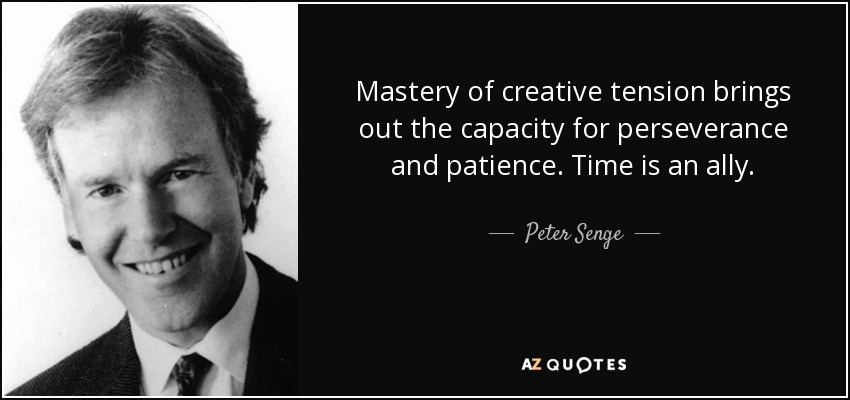 Mastery of creative tension brings
out the capacity for perseverance
and patience. Time is an ally.
Peter Senge
AZ QUOTES